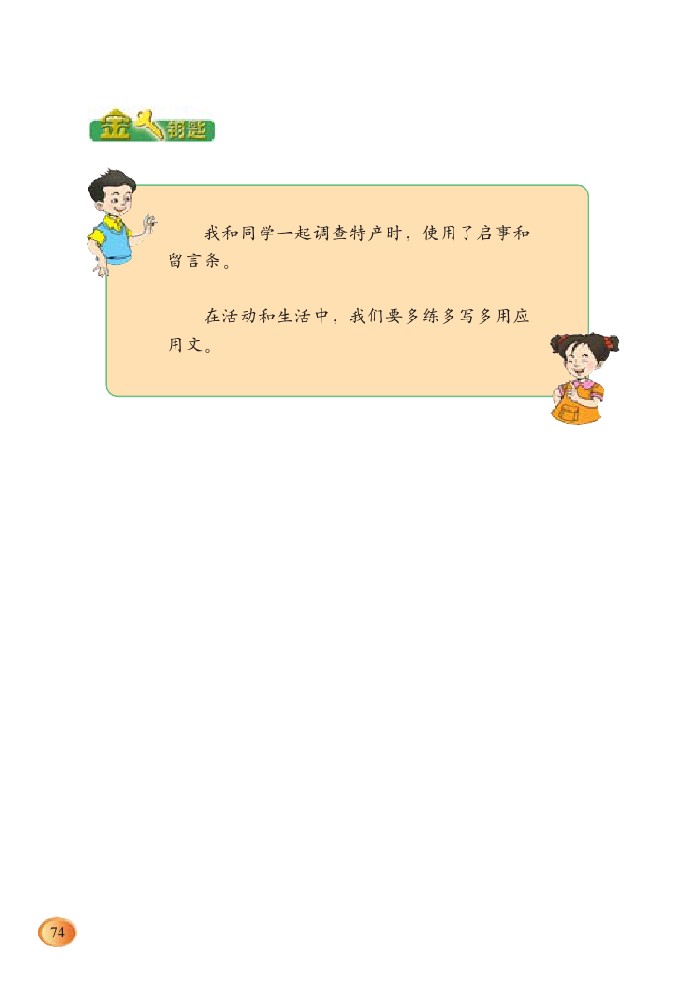 金钥匙
我和同学一起调查特产时，使用了启事和
留言条。
在活动和生活中，我们要多练多写多用应
用文。
74